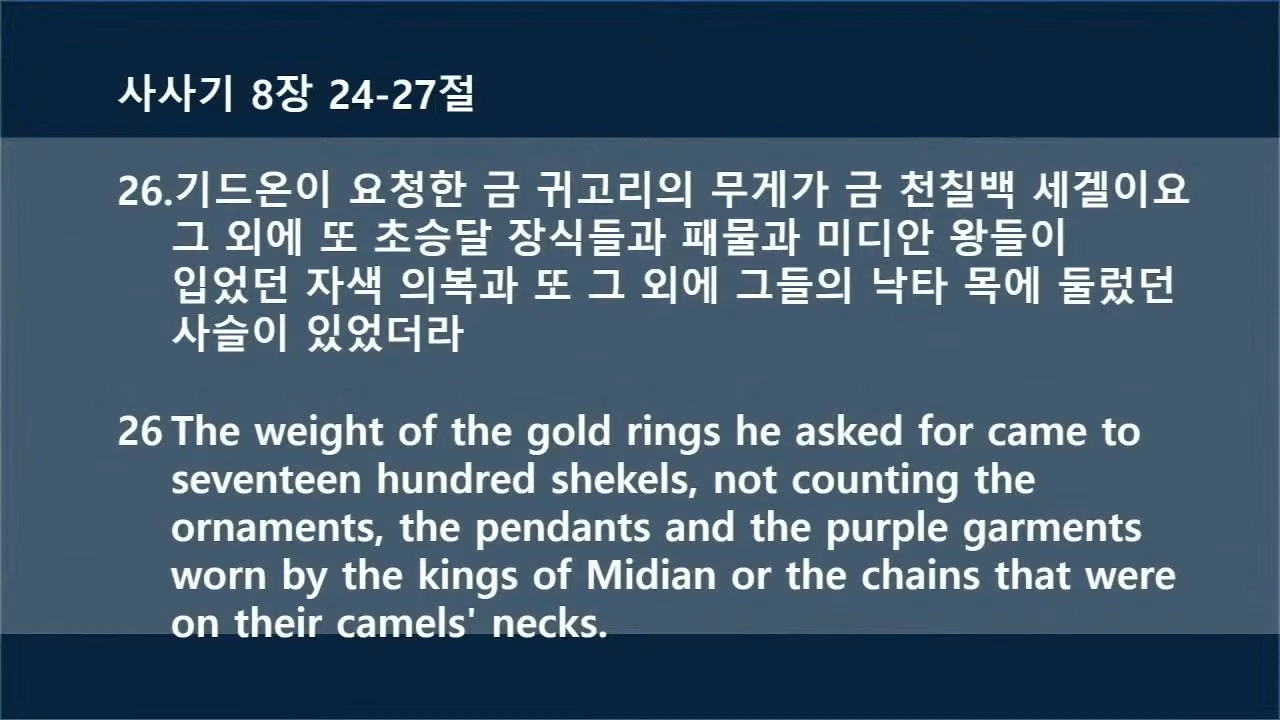 사사기 8장 24-27절
26.기드온이 요청한 금 귀고리의 무게가 금 천칠백 세겔이요
그 외에 또 초승달 장식들과 패물과 미디안 왕들이
입었던 자색 의복과 또 그 외에 그들의 낙타 목에 둘렀던
사슬이 있었더라
26 The weight of the gold rings he asked for came to
seventeen hundred shekels, not counting the
ornaments, the pendants and the purple garments
worn by the kings of Midian or the chains that were
on their camels' necks.